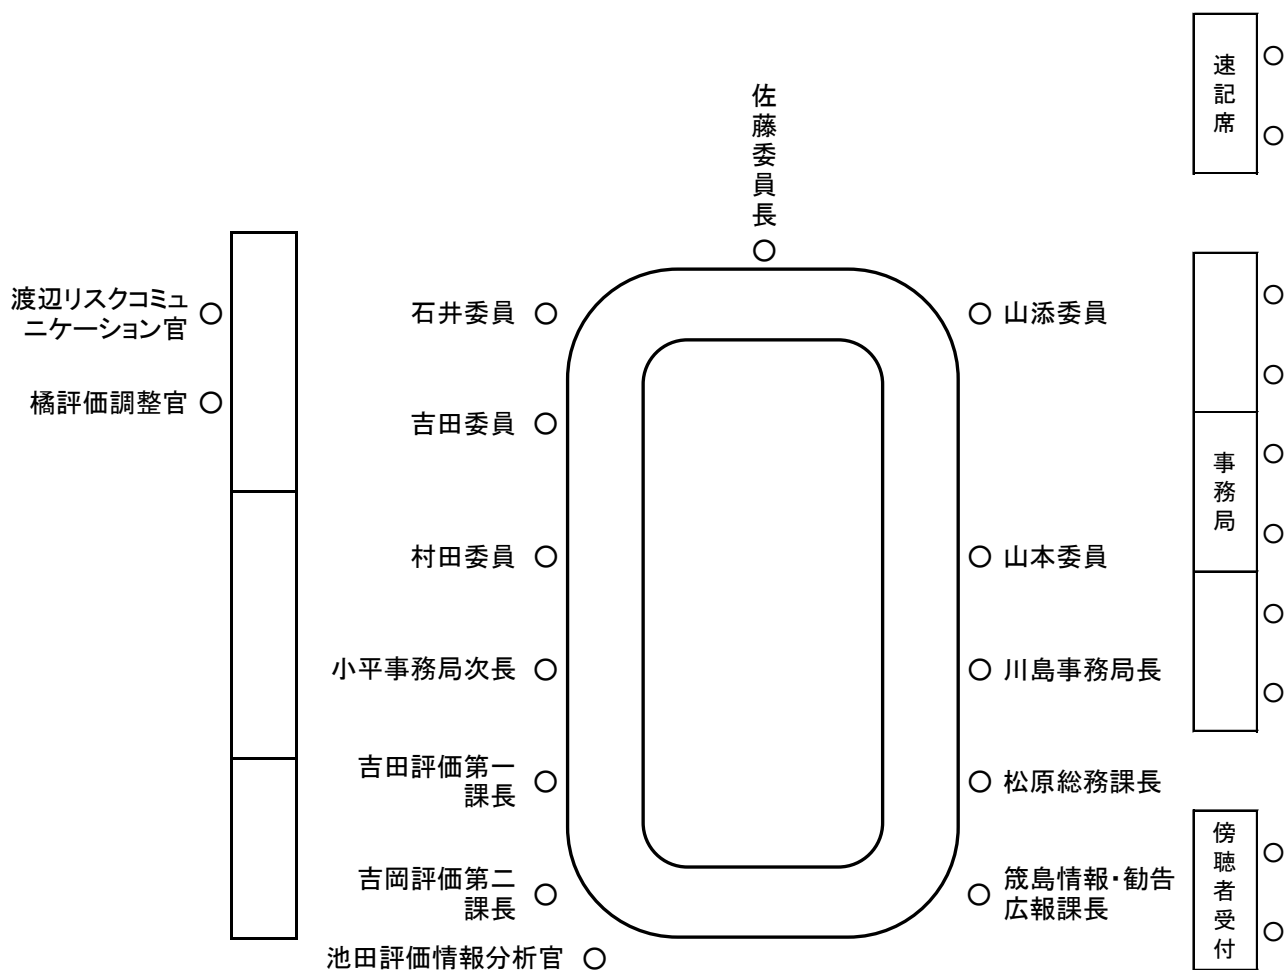 速記席
佐藤委員長
渡辺リスクコミュ
ニケーション官
石井委員
山添委員
橘評価調整官
吉田委員
事務局
村田委員
山本委員
小平事務局次長
川島事務局長
吉田評価第一
課長
松原総務課長
吉岡評価第二
課長
筬島情報・勧告
広報課長
傍聴者受付
池田評価情報分析官